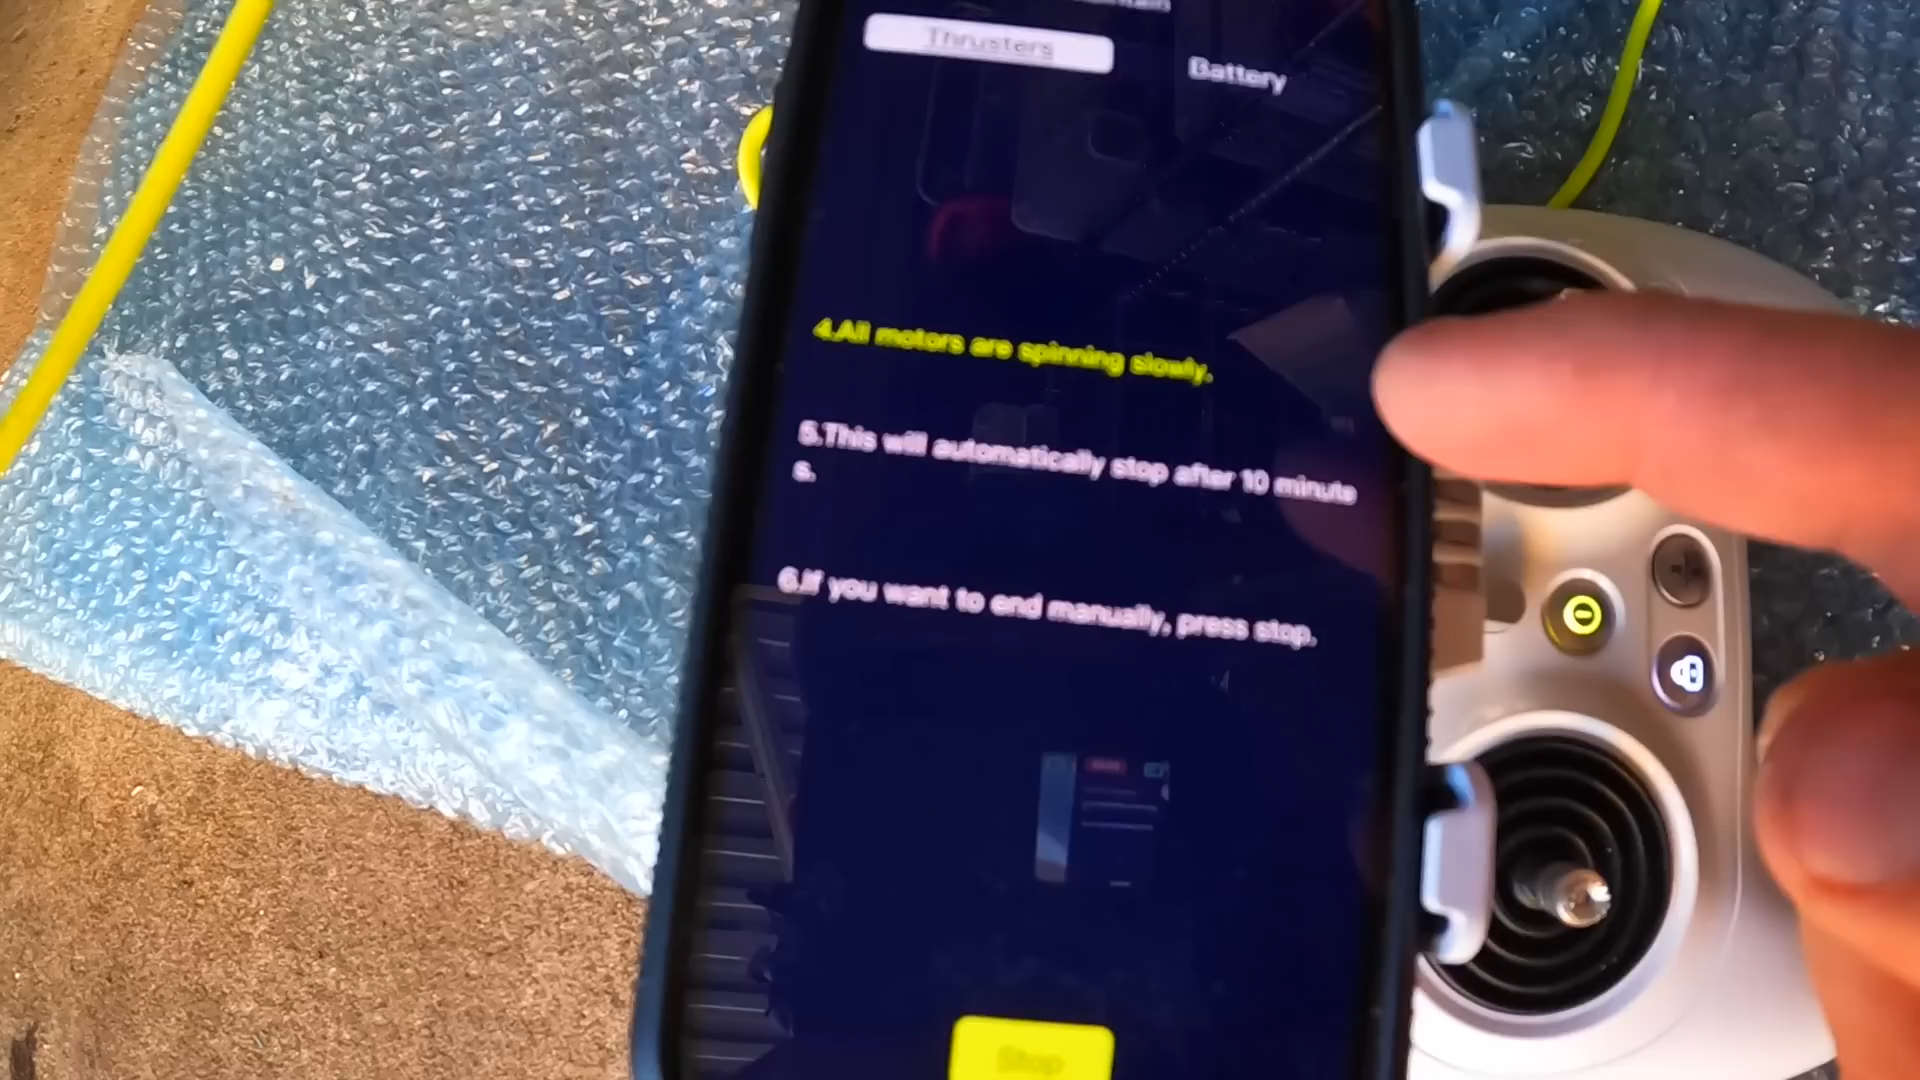 Thrusters
Battery
4.All motors are spinning slowly.
5.This will automatically stop after 10 minute
s.
6.If you want to end manually, press stop.
Stop